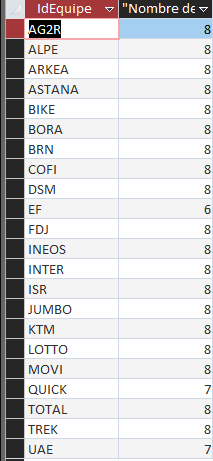 IdEquipe "Nombre de
AG2R 8
ALPE 8
ARKEA 8
ASTANA 8
BIKE 8
BORA 8
BRN 8
COFI 8
DSM 8
EF 6
FDJ 8
INEOS 8
INTER 8
ISR 8
JUMBO 8
KTM 8
LOTTO 8
MOVI 8
QUICK 7
TOTAL 8
TREK 8
UAE 7